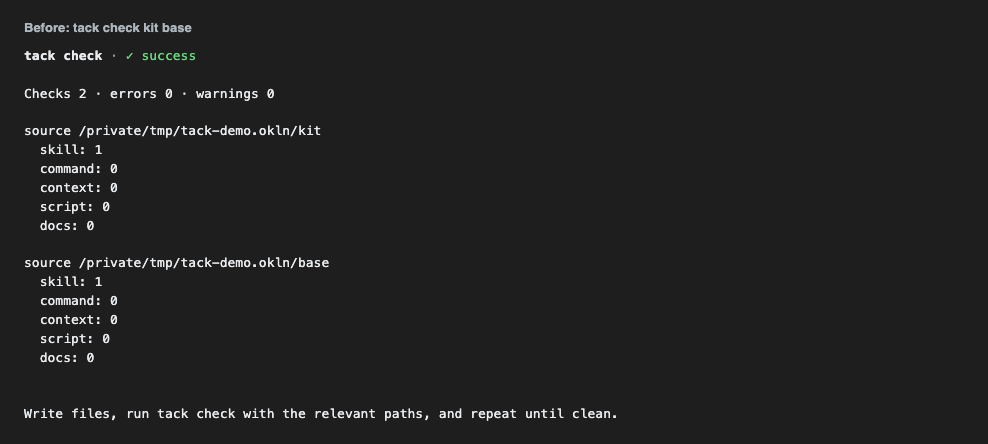 Before: tack check kit base
tack check · ✓ success
Checks 2 · errors 0 · warnings 0
source /private/tmp/tack-demo.okln/kit
skill: 1
command: 0
context: 0
script: 0
docs: 0
source /private/tmp/tack-demo.okln/base
skill: 1
command: 0
context: 0
script: 0
docs: 0
Write files, run tack check with the relevant paths, and repeat until clean.